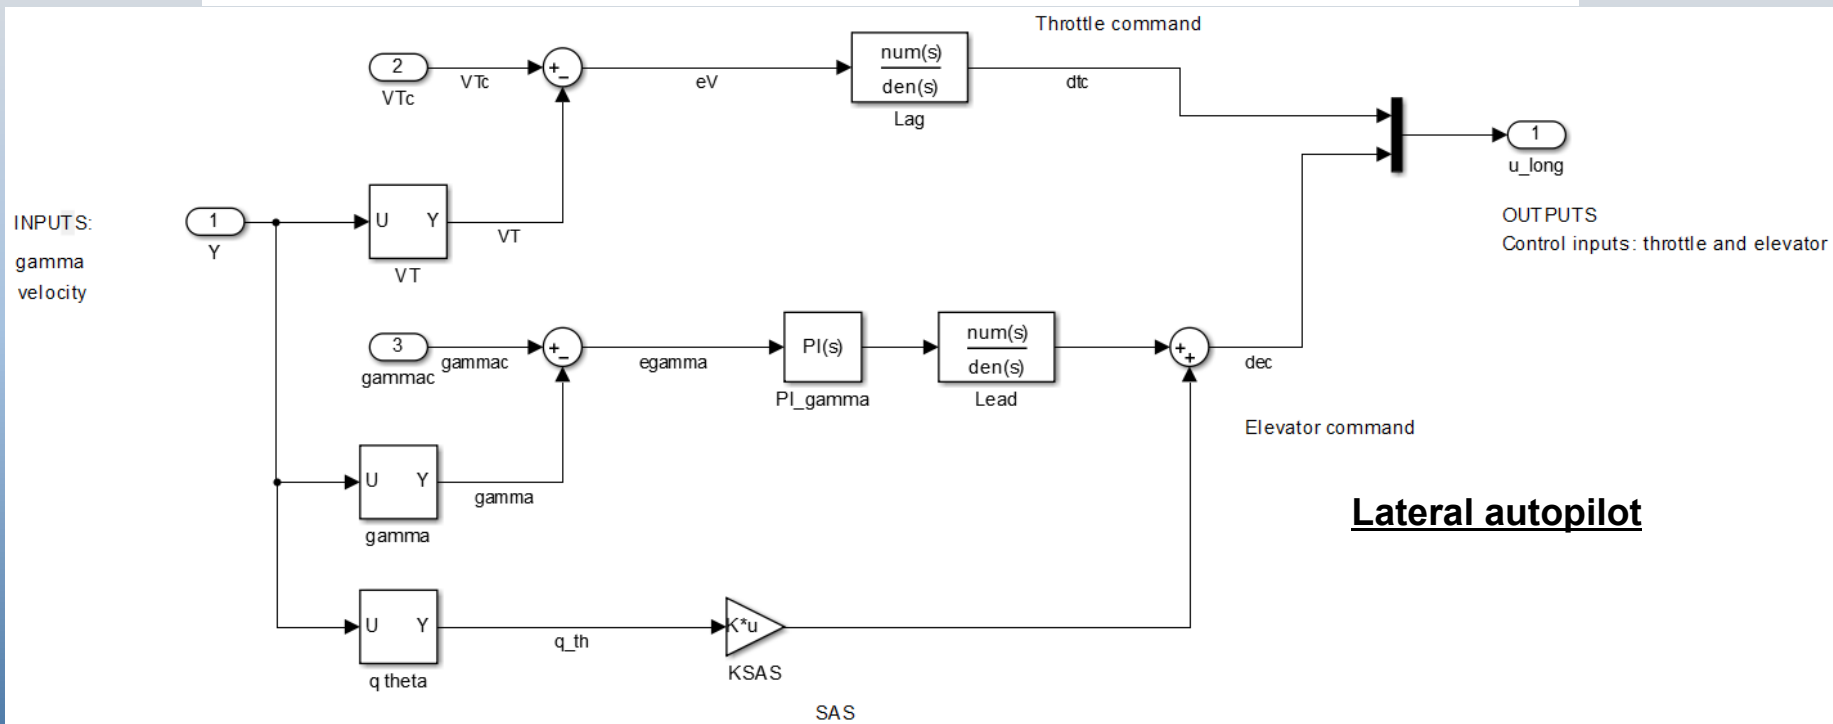 Throttle command
2
VTc
VTc
+
_
eV
num(s)
den(s)
Lag
dtc
1
u_long
INPUTS:
gamma
velocity
1
Y
U Y
VT
VT
OUTPUTS
Control inputs: throttle and elevator
3
gammac
gammac
+
_
egamma
PI(s)
PI_gamma
num(s)
den(s)
Lead
+
+
dec
Elevator command
U Y
gamma
gamma
Lateral autopilot
U Y
q theta
q_th
K*u
KSAS
SAS